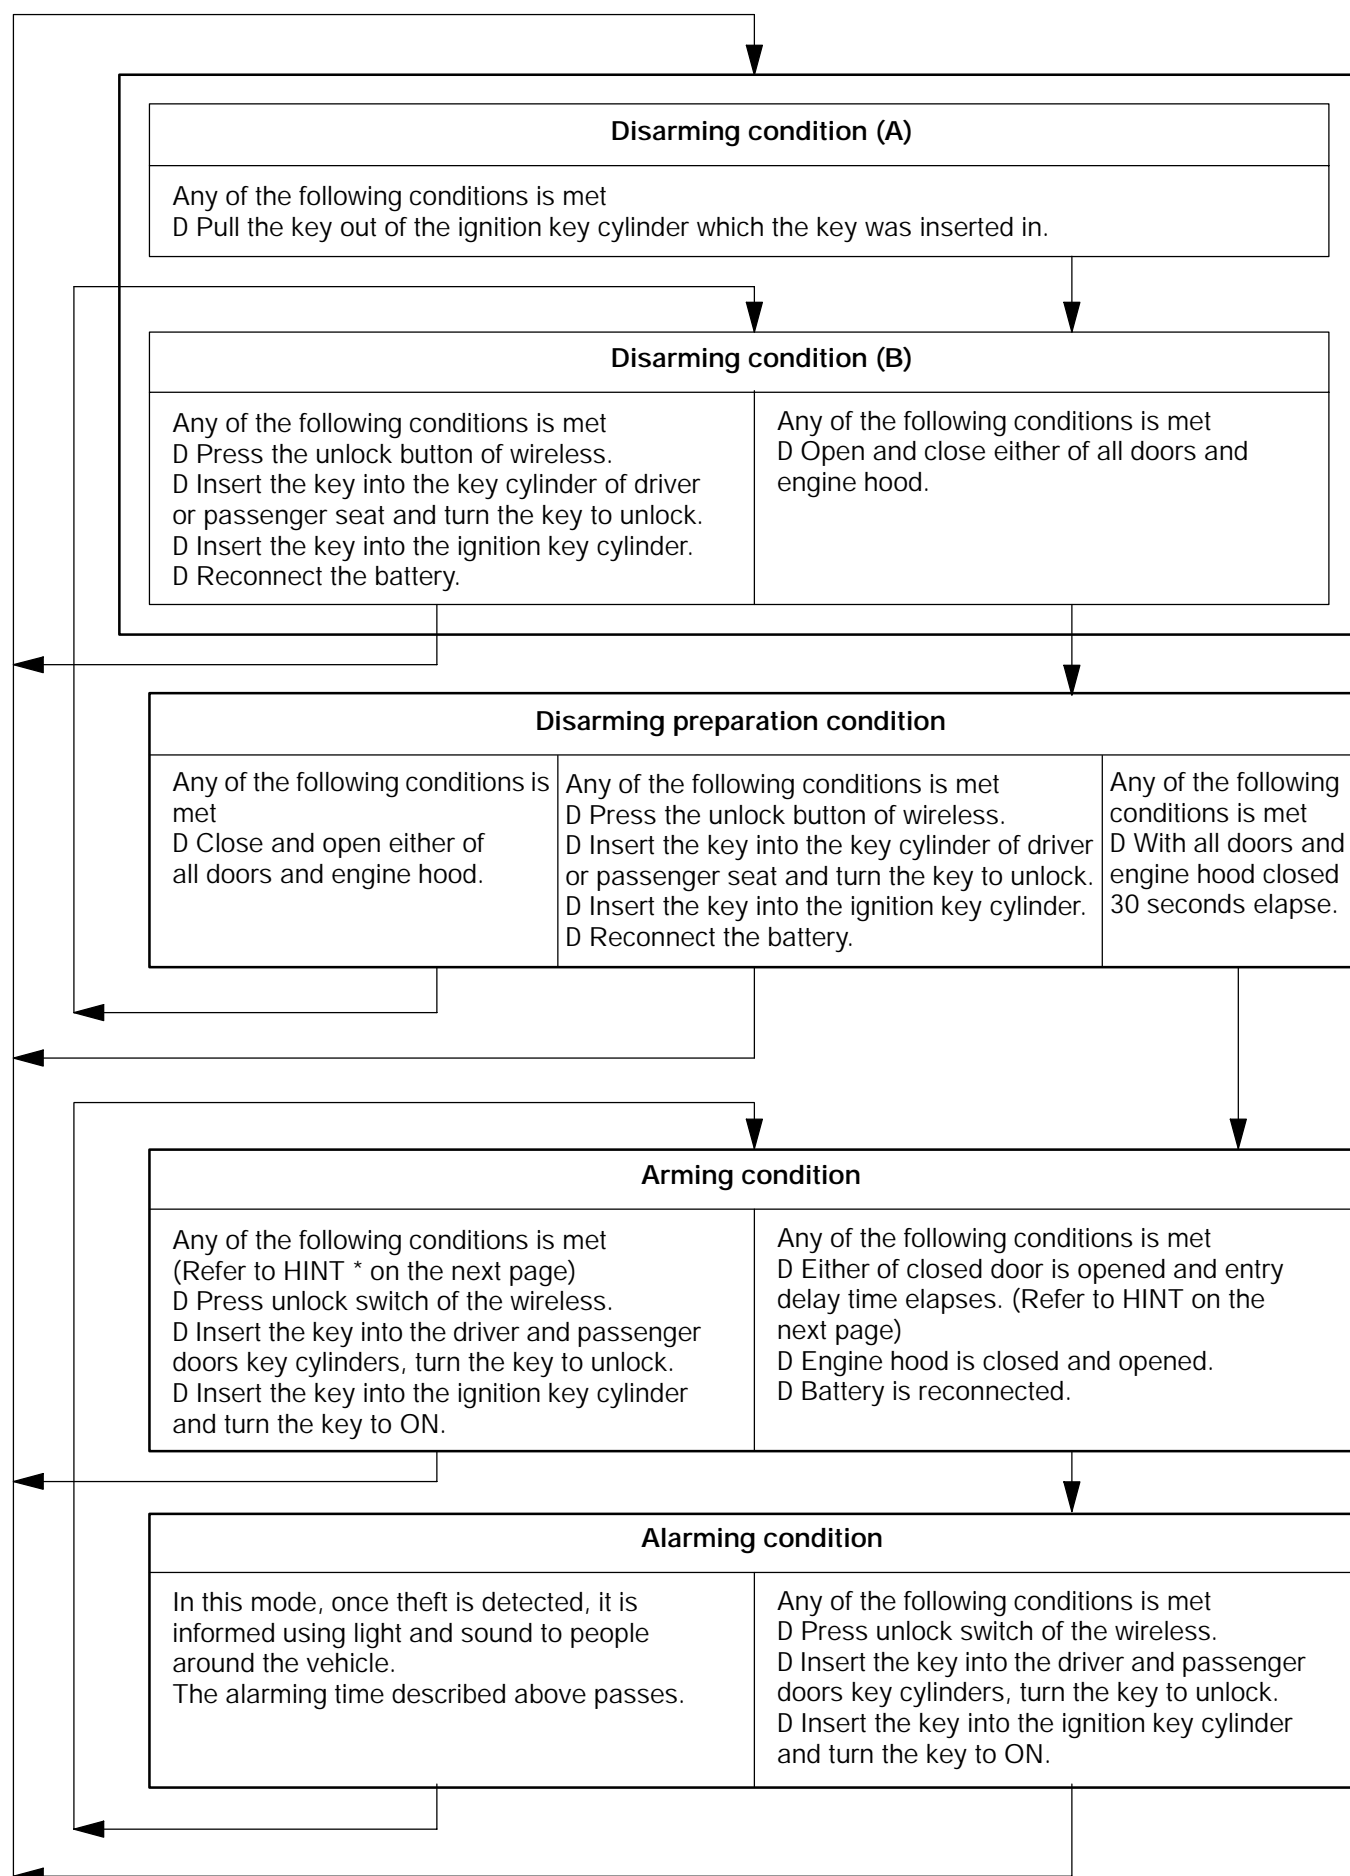 Disarming condition (A)
Any of the following conditions is met
D Pull the key out of the ignition key cylinder which the key was inserted in.
Disarming condition (B)
Any of the following conditions is met
D Press the unlock button of wireless.
D Insert the key into the key cylinder of driver
or passenger seat and turn the key to unlock.
D Insert the key into the ignition key cylinder.
D Reconnect the battery.
Any of the following conditions is met
D Open and close either of all doors and
engine hood.
Disarming preparation condition
Any of the following conditions is
met
D Close and open either of
all doors and engine hood.
Any of the following conditions is met
D Press the unlock button of wireless.
D Insert the key into the key cylinder of driver
or passenger seat and turn the key to unlock.
D Insert the key into the ignition key cylinder.
D Reconnect the battery.
Any of the following
conditions is met
D With all doors and
engine hood closed
30 seconds elapse.
Arming condition
Any of the following conditions is met
(Refer to HINT * on the next page)
D Press unlock switch of the wireless.
D Insert the key into the driver and passenger
doors key cylinders, turn the key to unlock.
D Insert the key into the ignition key cylinder
and turn the key to ON.
Any of the following conditions is met
D Either of closed door is opened and entry
delay time elapses. (Refer to HINT on the
next page)
D Engine hood is closed and opened.
D Battery is reconnected.
Alarming condition
In this mode, once theft is detected, it is
informed using light and sound to people
around the vehicle.
The alarming time described above passes.
Any of the following conditions is met
D Press unlock switch of the wireless.
D Insert the key into the driver and passenger
doors key cylinders, turn the key to unlock.
D Insert the key into the ignition key cylinder
and turn the key to ON.